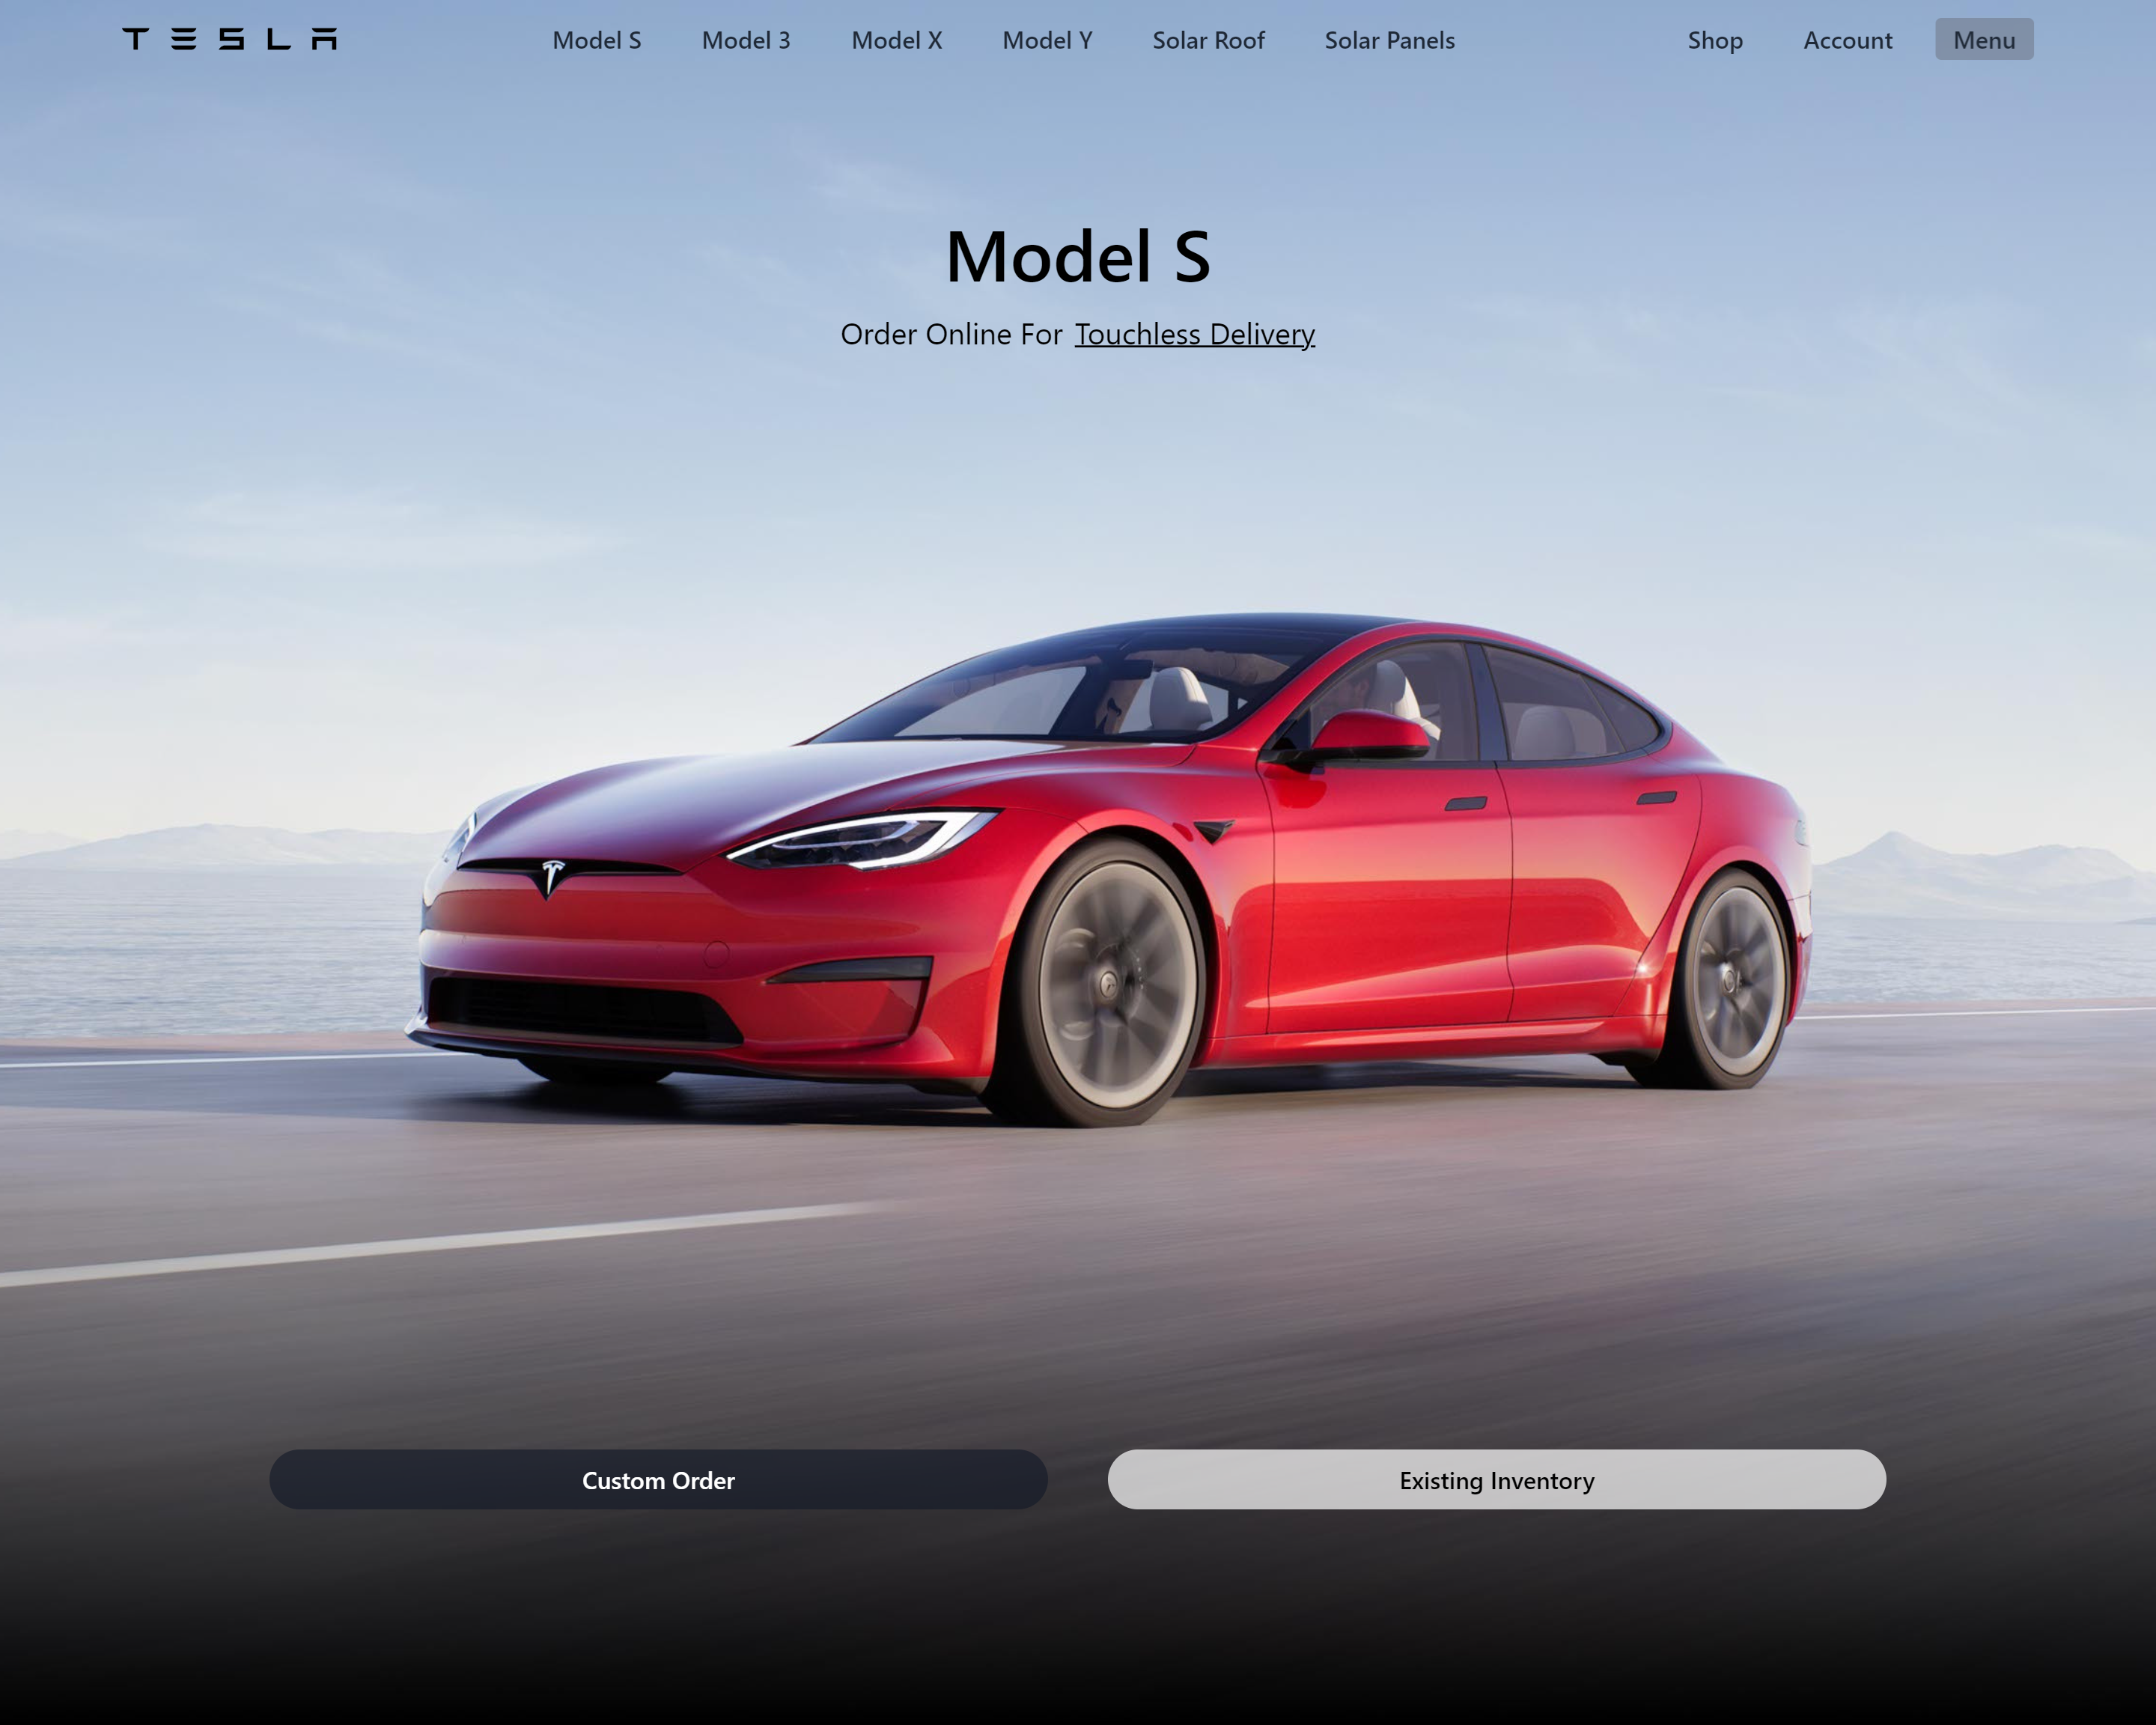 TESLA Model S Model 3 Model X Model Y Solar Roof Solar Panels Shop Account Menu
Model S
Order Online For Touchless Delivery
Custom Order Existing Inventory